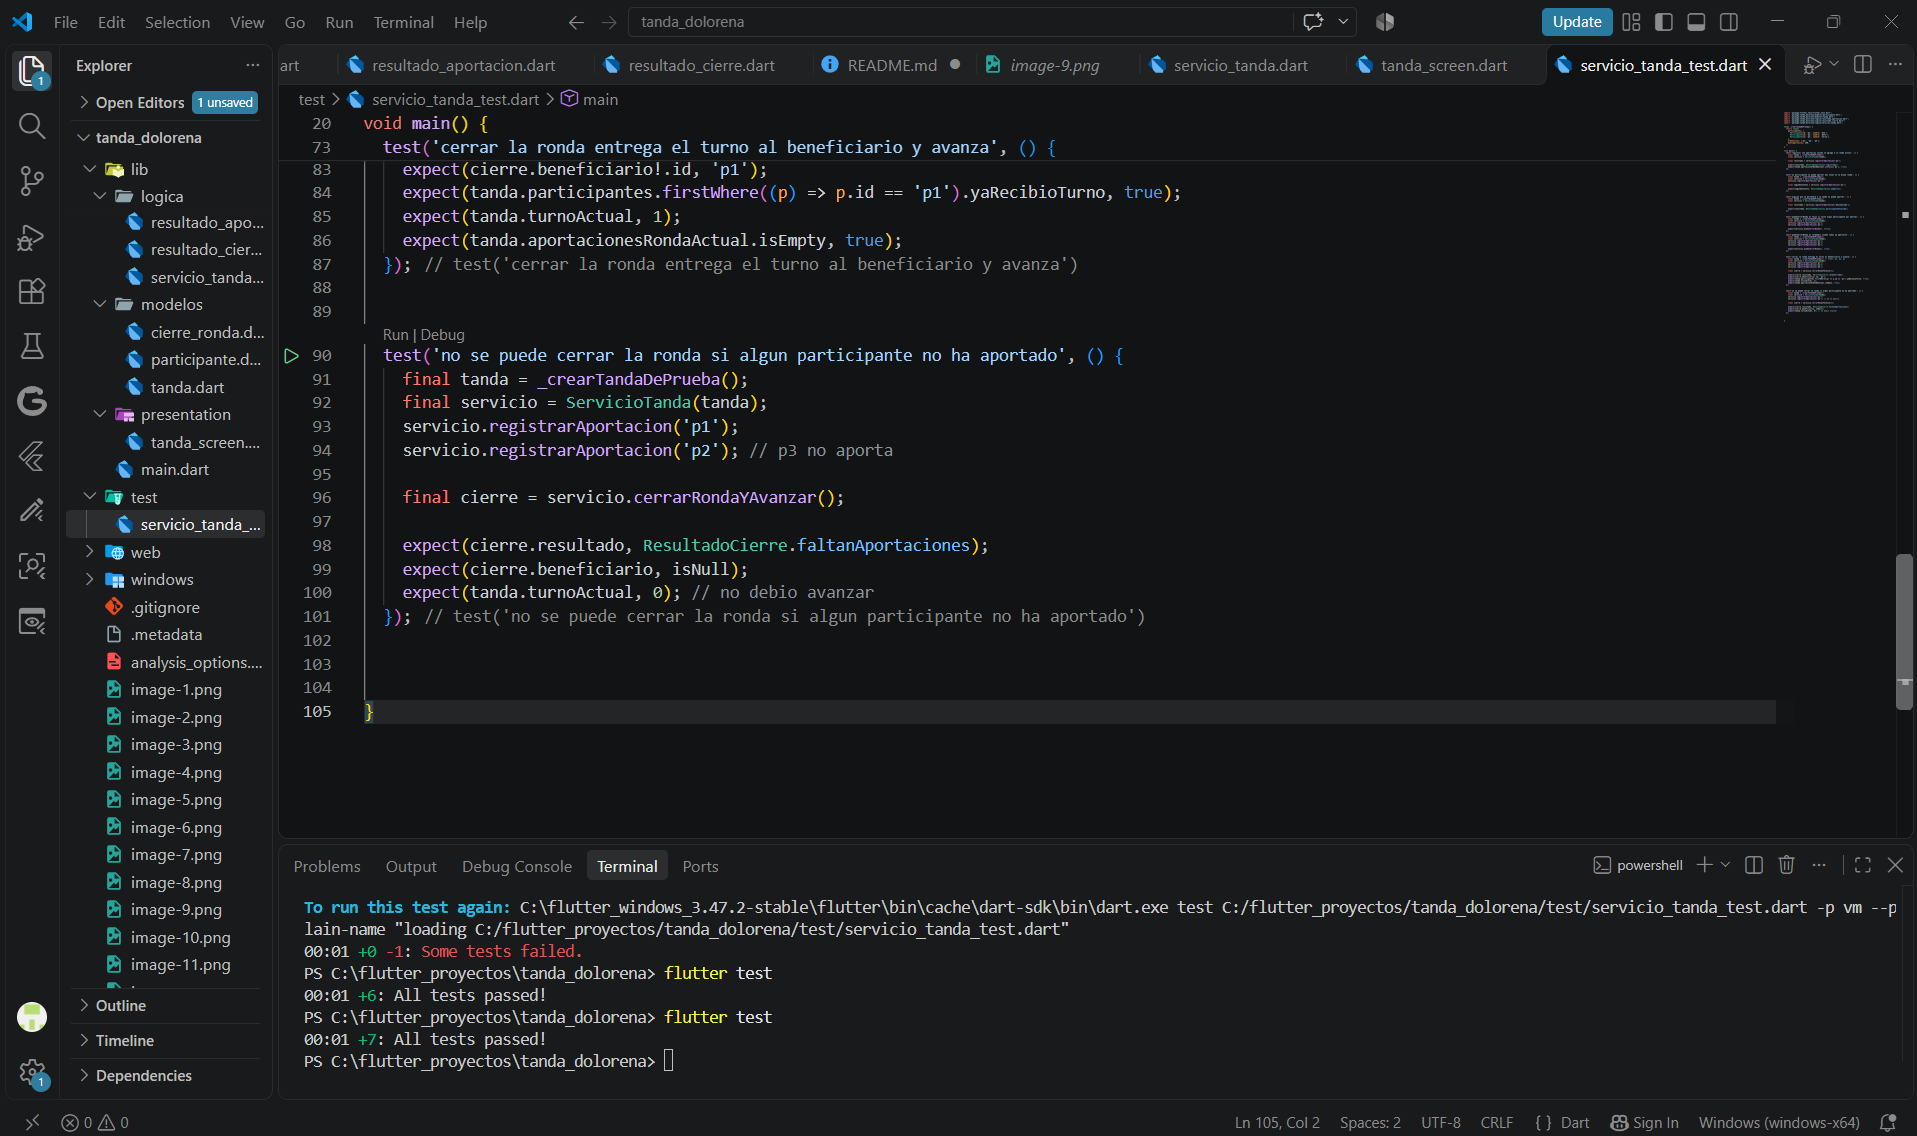 File Edit Selection View Go Run Terminal Help
tanda_dolorena
Update
Explorer
Open Editors 1 unsaved
tanda_dolorena
lib
logica
resultado_apo...
resultado_cier...
servicio_tanda...
modelos
cierre_ronda.d...
participante.d...
tanda.dart
presentation
tanda_screen....
main.dart
test
servicio_tanda_...
web
windows
.gitignore
.metadata
analysis_options....
image-1.png
image-2.png
image-3.png
image-4.png
image-5.png
image-6.png
image-7.png
image-8.png
image-9.png
image-10.png
image-11.png
Outline
Timeline
Dependencies
1
1
art resultado_aportacion.dart resultado_cierre.dart README.md image-9.png servicio_tanda.dart tanda_screen.dart servicio_tanda_test.dart
test > servicio_tanda_test.dart > main
20 void main() {
73 test('cerrar la ronda entrega el turno al beneficiario y avanza', () {
83 expect(cierre.beneficiario!.id, 'p1');
84 expect(tanda.participantes.firstWhere((p) => p.id == 'p1').yaRecibioTurno, true);
85 expect(tanda.turnoActual, 1);
86 expect(tanda.aportacionesRondaActual.isEmpty, true);
87 }); // test('cerrar la ronda entrega el turno al beneficiario y avanza')
88
89
Run | Debug
90 test('no se puede cerrar la ronda si algun participante no ha aportado', () {
91 final tanda = _crearTandaDePrueba();
92 final servicio = ServicioTanda(tanda);
93 servicio.registrarAportacion('p1');
94 servicio.registrarAportacion('p2'); // p3 no aporta
95
96 final cierre = servicio.cerrarRondaYAvanzar();
97
98 expect(cierre.resultado, ResultadoCierre.faltanAportaciones);
99 expect(cierre.beneficiario, isNull);
100 expect(tanda.turnoActual, 0); // no debio avanzar
101 }); // test('no se puede cerrar la ronda si algun participante no ha aportado')
102
103
104
105 }
Problems Output Debug Console Terminal Ports
powershell
To run this test again: C:\flutter_windows_3.47.2-stable\flutter\bin\cache\dart-sdk\bin\dart.exe test C:/flutter_proyectos/tanda_dolorena/test/servicio_tanda_test.dart -p vm --p
lain-name "loading C:/flutter_proyectos/tanda_dolorena/test/servicio_tanda_test.dart"
00:01 +0 -1: Some tests failed.
PS C:\flutter_proyectos\tanda_dolorena> flutter test
00:01 +6: All tests passed!
PS C:\flutter_proyectos\tanda_dolorena> flutter test
00:01 +7: All tests passed!
PS C:\flutter_proyectos\tanda_dolorena>
0 0
Ln 105, Col 2 Spaces: 2 UTF-8 CRLF { } Dart Sign In Windows (windows-x64)